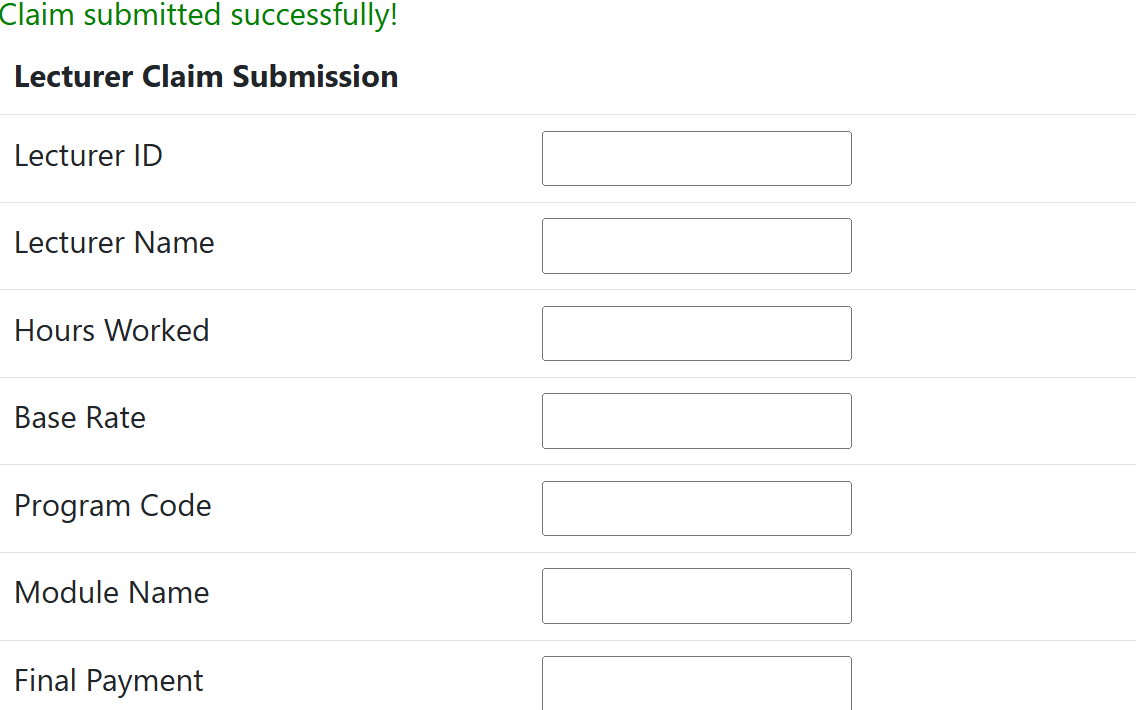 Claim submitted successfully!
Lecturer Claim Submission
Lecturer ID
Lecturer Name
Hours Worked
Base Rate
Program Code
Module Name
Final Payment